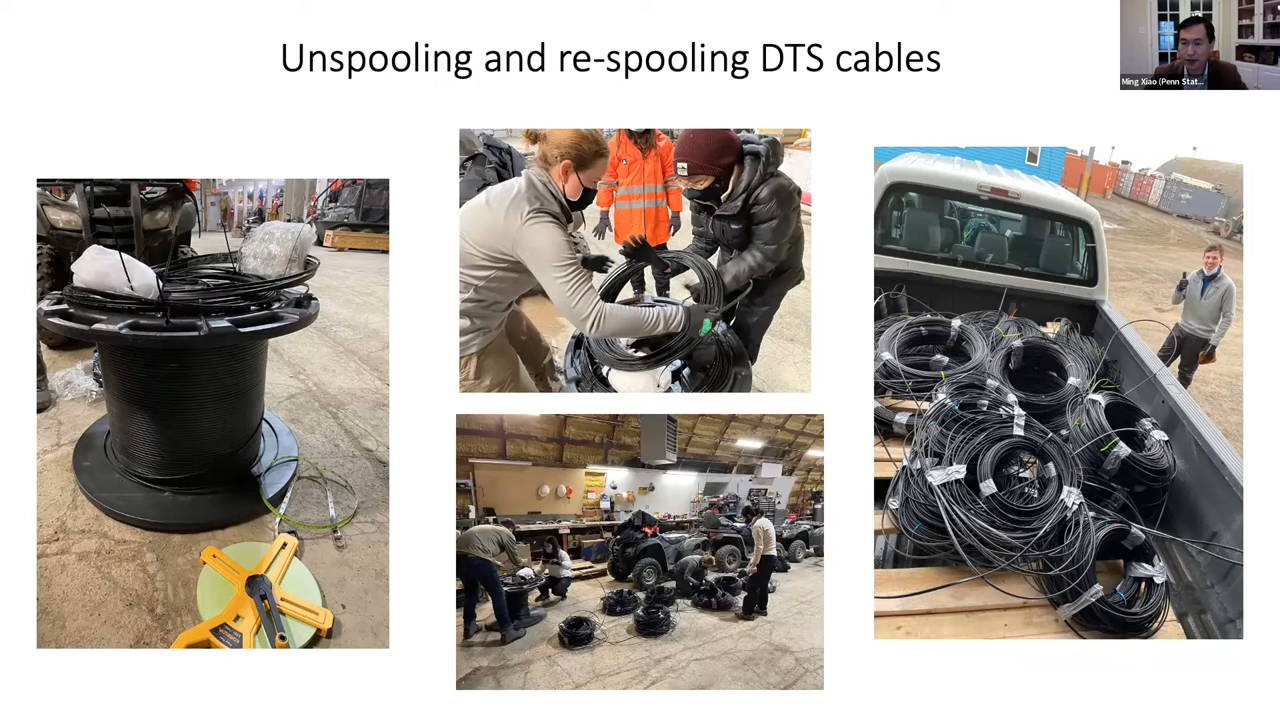 Unspooling and re-spooling DTS cables
Ming Xiao (Penn Stat...